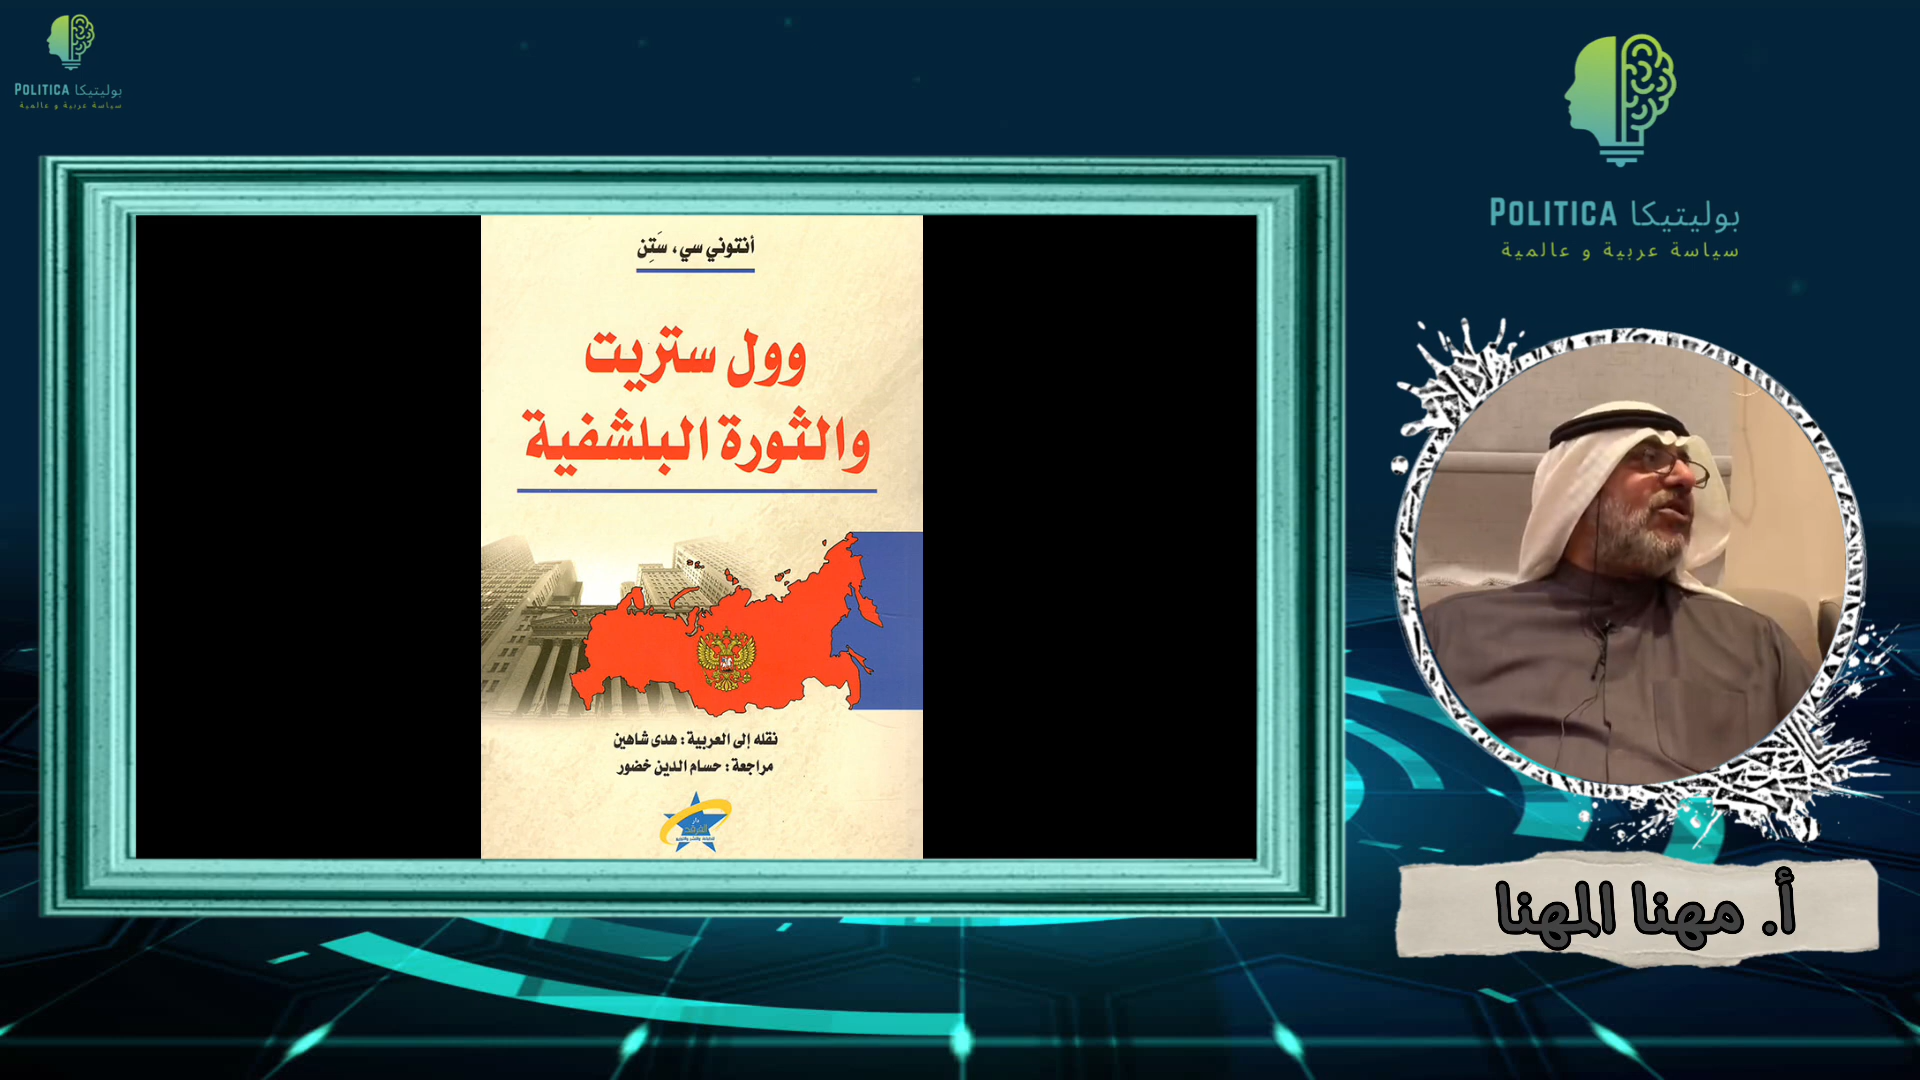 POLITICA بوليتيكا
سياسة عربية و عالمية
POLITICA بوليتيكا
سياسة عربية و عالمية
أنتوني سي، سَتِن
وول ستريت
والثورة البلشفية
نقله إلى العربية : هدى شاهين
مراجعة : حسام الدين خضور
أ. مهنا المهنا